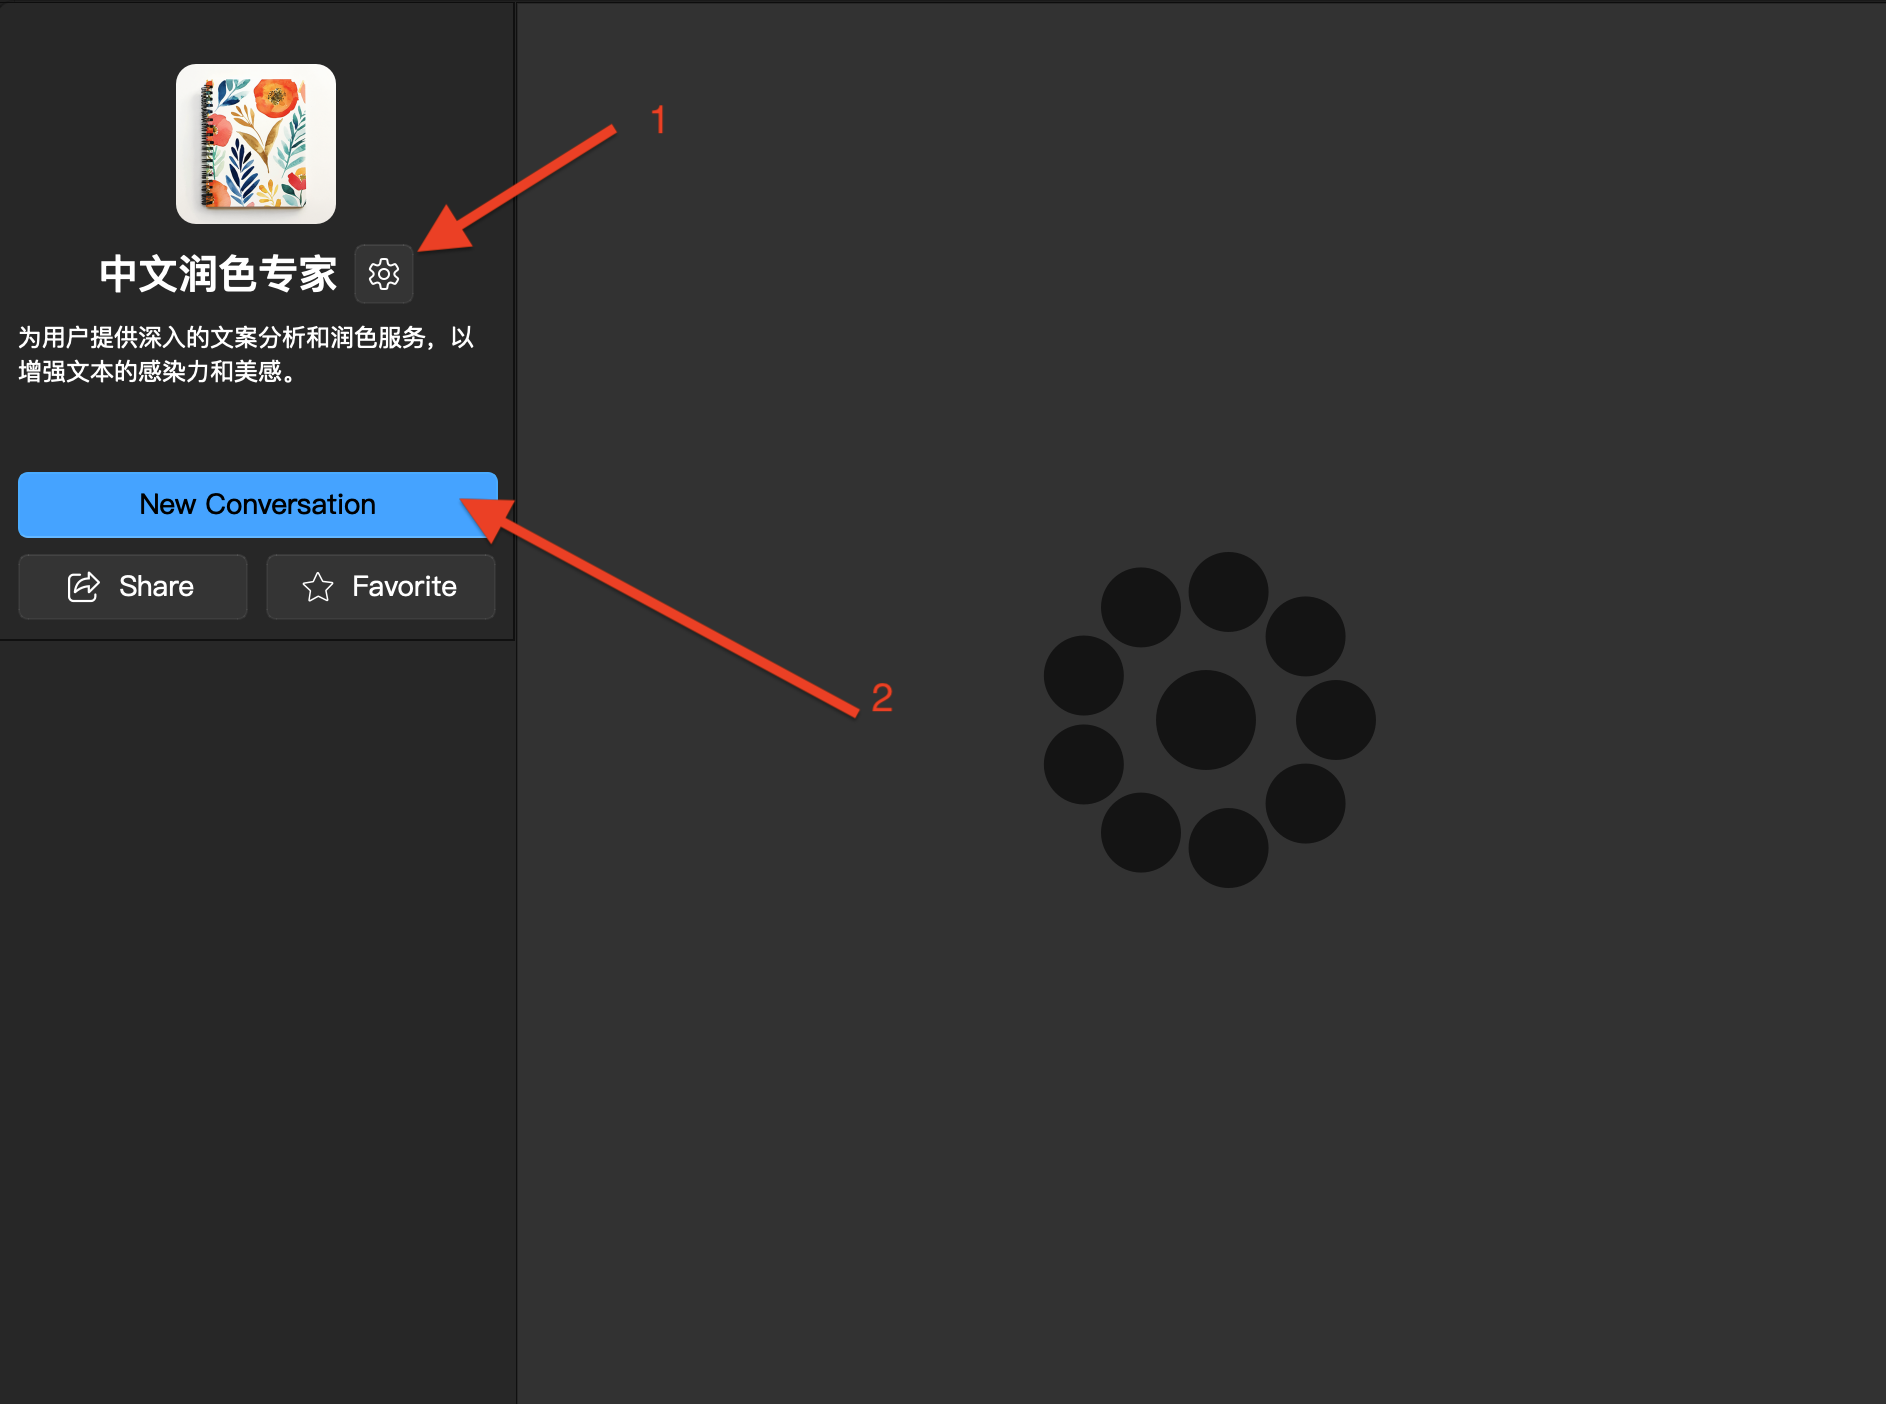 1
中文润色专家
为用户提供深入的文案分析和润色服务，以
增强文本的感染力和美感。
New Conversation
Share
Favorite
2